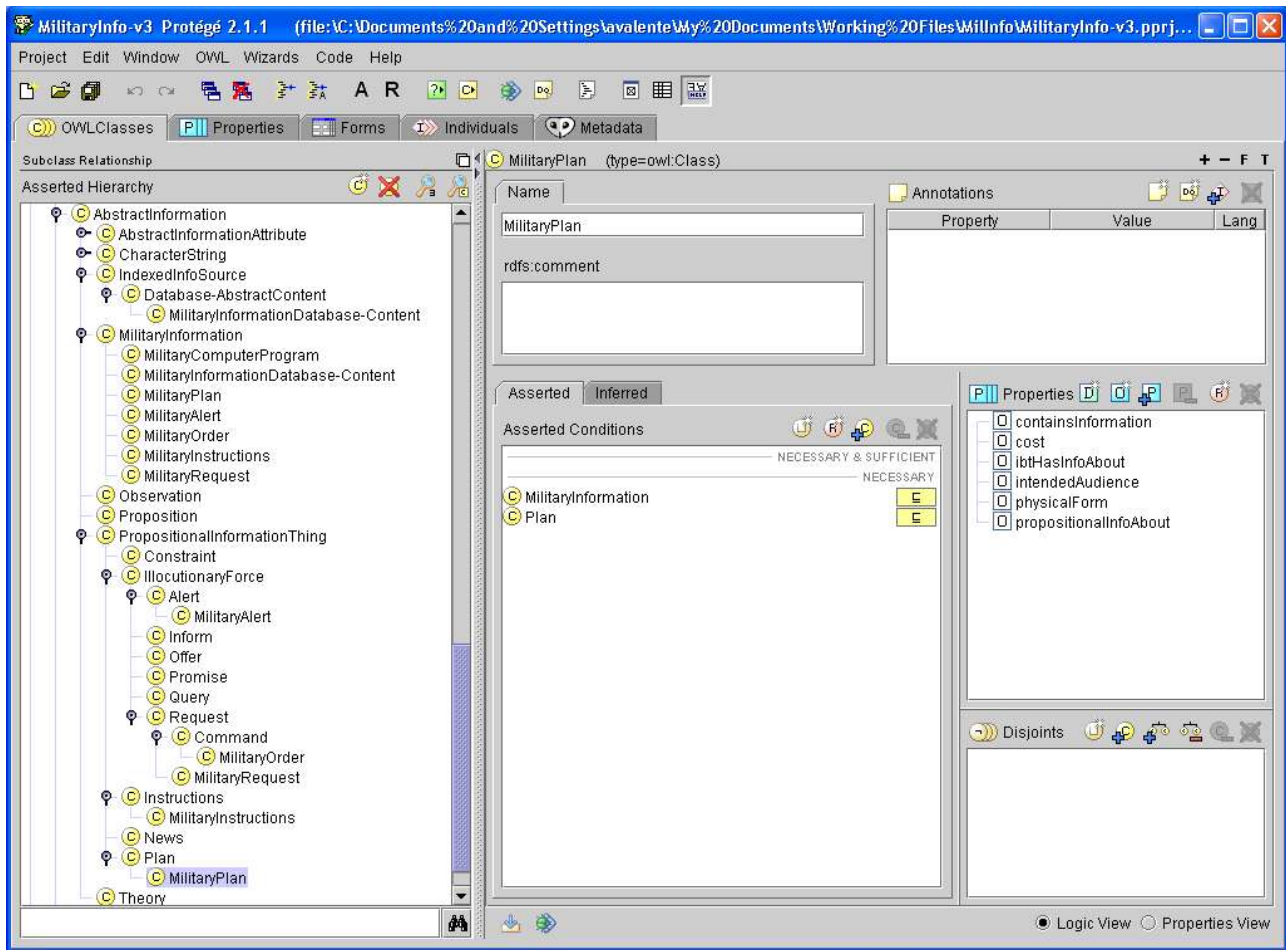 MilitaryInfo-v3 Protégé 2.1.1 (file:\C:\Documents%20and%20Settings\avalente\My%20Documents\Working%20Files\MilInfo\MilitaryInfo-v3.pprj...
Project Edit Window OWL Wizards Code Help
OWLClasses Properties Forms Individuals Metadata
Subclass Relationship
Asserted Hierarchy
AbstractInformation
AbstractInformationAttribute
CharacterString
IndexedInfoSource
Database-AbstractContent
MilitaryInformationDatabase-Content
MilitaryInformation
MilitaryComputerProgram
MilitaryInformationDatabase-Content
MilitaryPlan
MilitaryAlert
MilitaryOrder
MilitaryInstructions
MilitaryRequest
Observation
Proposition
PropositionalInformationThing
Constraint
IllocutionaryForce
Alert
MilitaryAlert
Inform
Offer
Promise
Query
Request
Command
MilitaryOrder
MilitaryRequest
Instructions
MilitaryInstructions
News
Plan
MilitaryPlan
Theory
MilitaryPlan (type=owl:Class)
+ − F T
Name
MilitaryPlan
rdfs:comment
Annotations
Property Value Lang
Asserted Inferred
Asserted Conditions
NECESSARY & SUFFICIENT
NECESSARY
MilitaryInformation ⊑
Plan ⊑
Properties
containsInformation
cost
ibtHasInfoAbout
intendedAudience
physicalForm
propositionalInfoAbout
Disjoints
Logic View Properties View